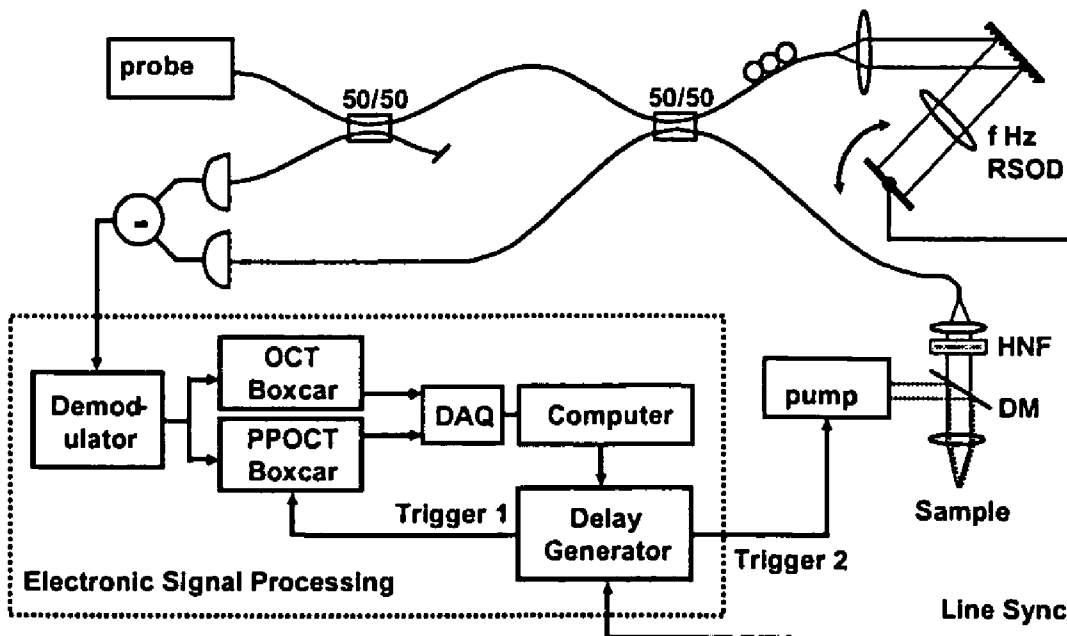 probe
50/50
50/50
f Hz
RSOD
-
OCT
Boxcar
HNF
Demod-
ulator
DAQ
Computer
pump
DM
PPOCT
Boxcar
Trigger 1
Delay
Generator
Sample
Trigger 2
Electronic Signal Processing
Line Sync